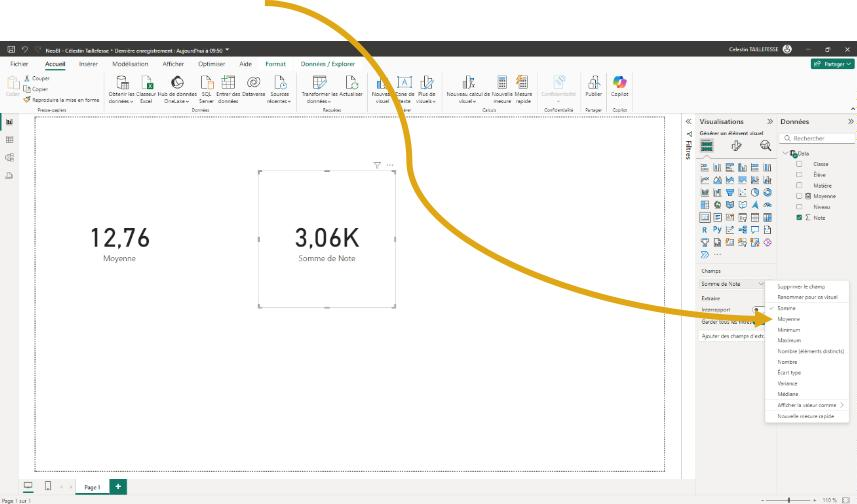 NeoBI - Célestin Taillefesse • Dernière enregistrement : Aujourd'hui à 09:50
Célestin TAILLEFESSE
Fichier Accueil Insérer Modélisation Afficher Optimiser Aide Format Données / Explorer
Partager
Coller
Couper
Copier
Reproduire la mise en forme
Presse-papiers
Obtenir les données
Classeur Excel
Hub de données OneLake
SQL Server
Entrer des données
Dataverse
Sources récentes
Données
Transformer les données
Actualiser
Requêtes
Nouveau visuel
Zone de texte
Plus de visuels
Nouveau calcul de visuel
Nouvelle mesure
Mesure rapide
Calculs
Confidentialité
Confidentialité
Publier
Partager
Copilot
Copilot
Filtres
Visualisations
Générer un élément visuel
Données
Rechercher
Data
Classe
Élève
Matière
Moyenne
Niveau
Note
12,76
Moyenne
3,06K
Somme de Note
Champs
Somme de Note
Extraire
Interrapport
Garder tous les filtres
Ajouter des champs d'extr
Supprimer le champ
Renommer pour ce visuel
Somme
Moyenne
Minimum
Maximum
Nombre (éléments distincts)
Nombre
Écart type
Variance
Médiane
Afficher la valeur comme
Nouvelle mesure rapide
Page 1
Page 1 sur 1
110 %